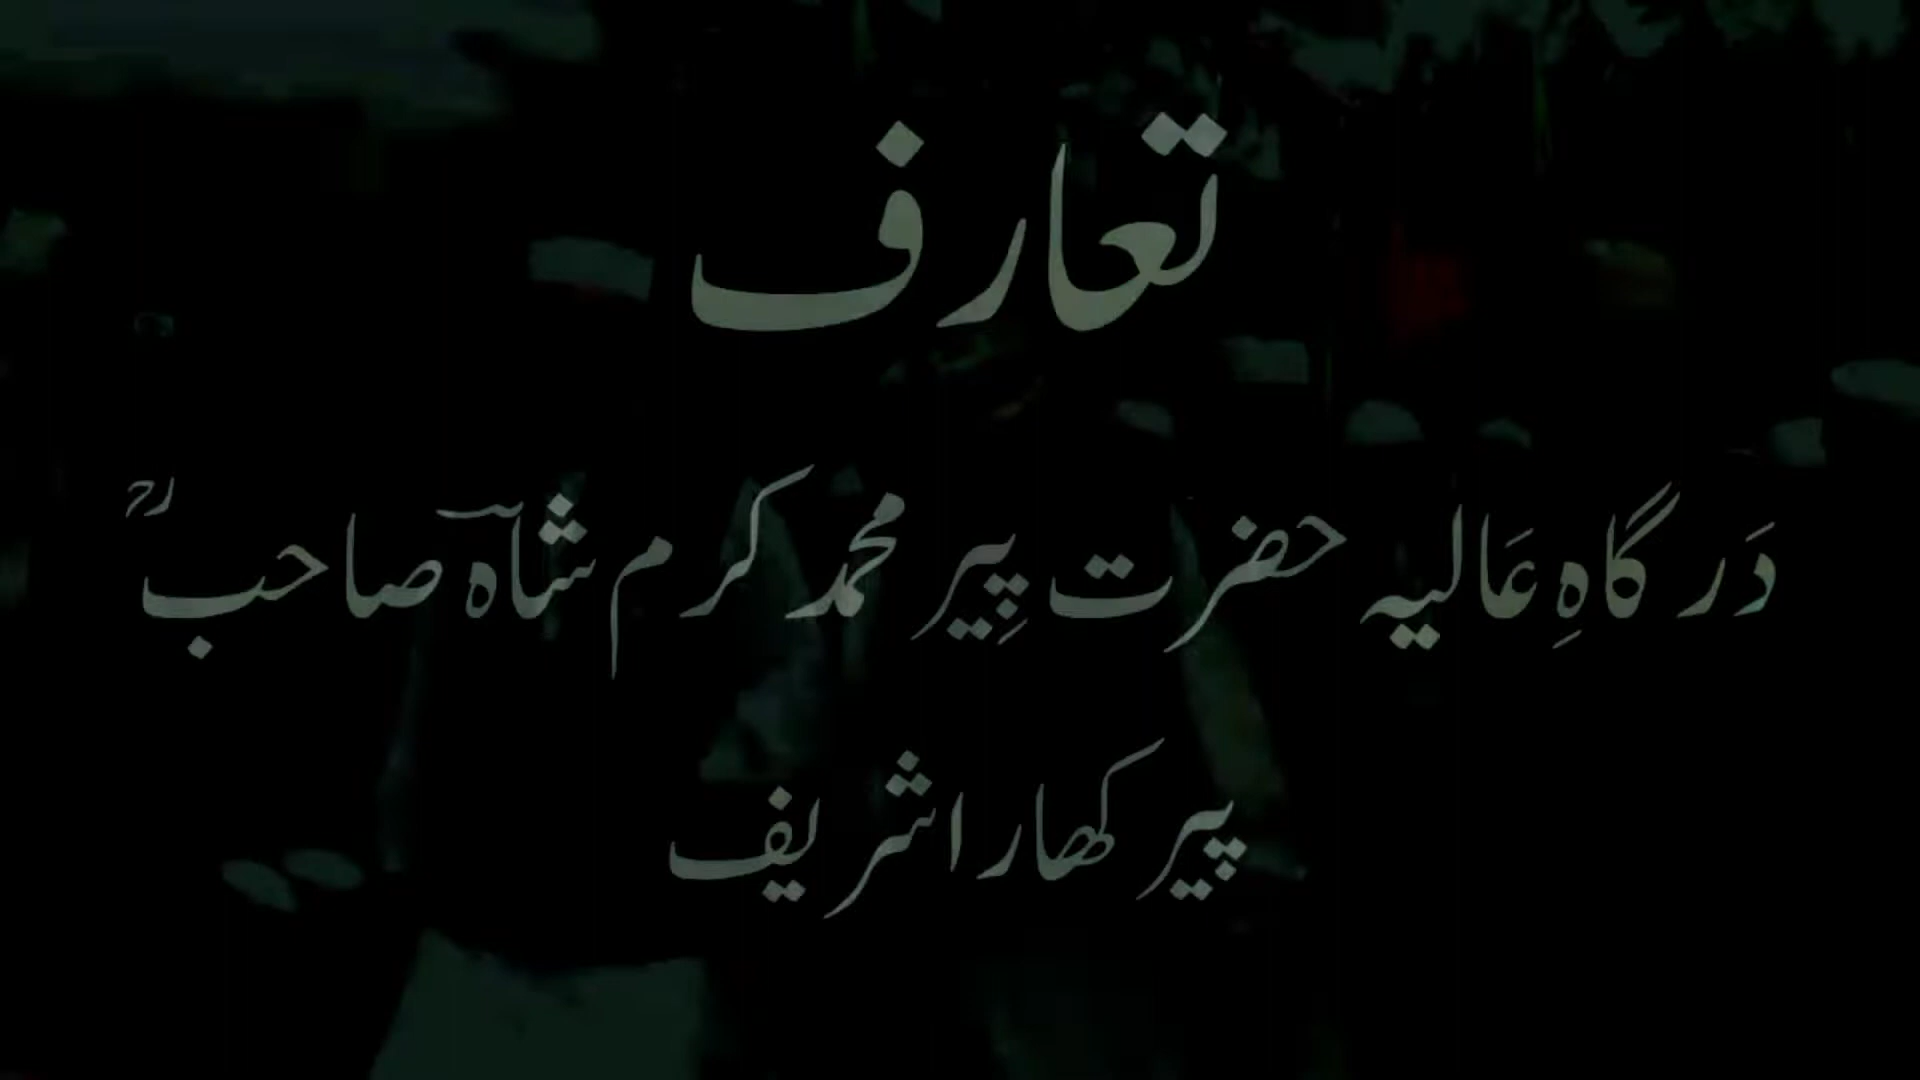 تعارف
دَرگاہِ عَالیہ حضرت پِیر محمد کرم شاہؔ صاحبؒ
پیر کھارا شریف